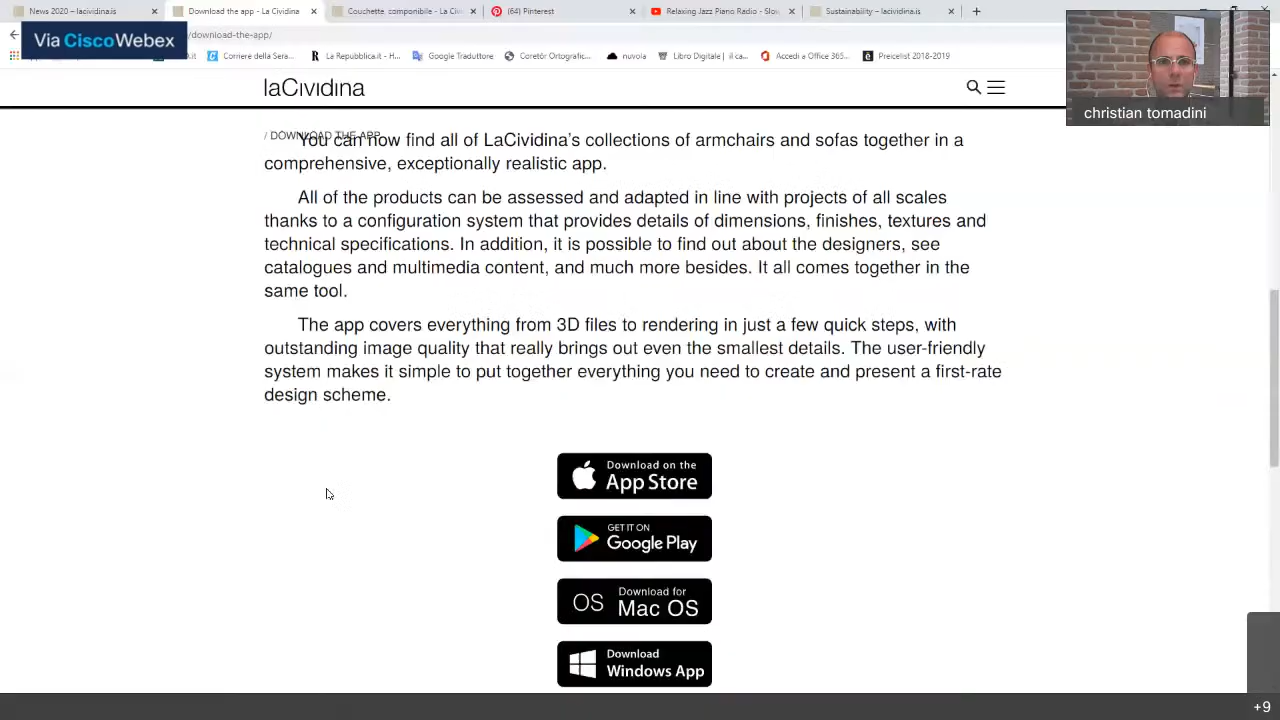 News 2020 – lacividina.is
Download the app - La Cividina
Couchette_componibile - La Civi
(64) Pinterest
Relaxing Jazz Piano Radio - Slow
Sustainability – lacividina.is
Via CiscoWebex
/download-the-app/
Corriere della Sera...
La Repubblica.it - H...
Google Traduttore
Coretól Ortografic...
nuvola
Libro Digitale | il ca...
Accedi a Office 365...
Preicelist 2018-2019
laCividina
christian tomadini
/ DOWNLOAD THE APP
You can now find all of LaCividina’s collections of armchairs and sofas together in a
comprehensive, exceptionally realistic app.
All of the products can be assessed and adapted in line with projects of all scales
thanks to a configuration system that provides details of dimensions, finishes, textures and
technical specifications. In addition, it is possible to find out about the designers, see
catalogues and multimedia content, and much more besides. It all comes together in the
same tool.
The app covers everything from 3D files to rendering in just a few quick steps, with
outstanding image quality that really brings out even the smallest details. The user-friendly
system makes it simple to put together everything you need to create and present a first-rate
design scheme.
Download on the
App Store
GET IT ON
Google Play
OS
Download for
Mac OS
Download
Windows App
+9